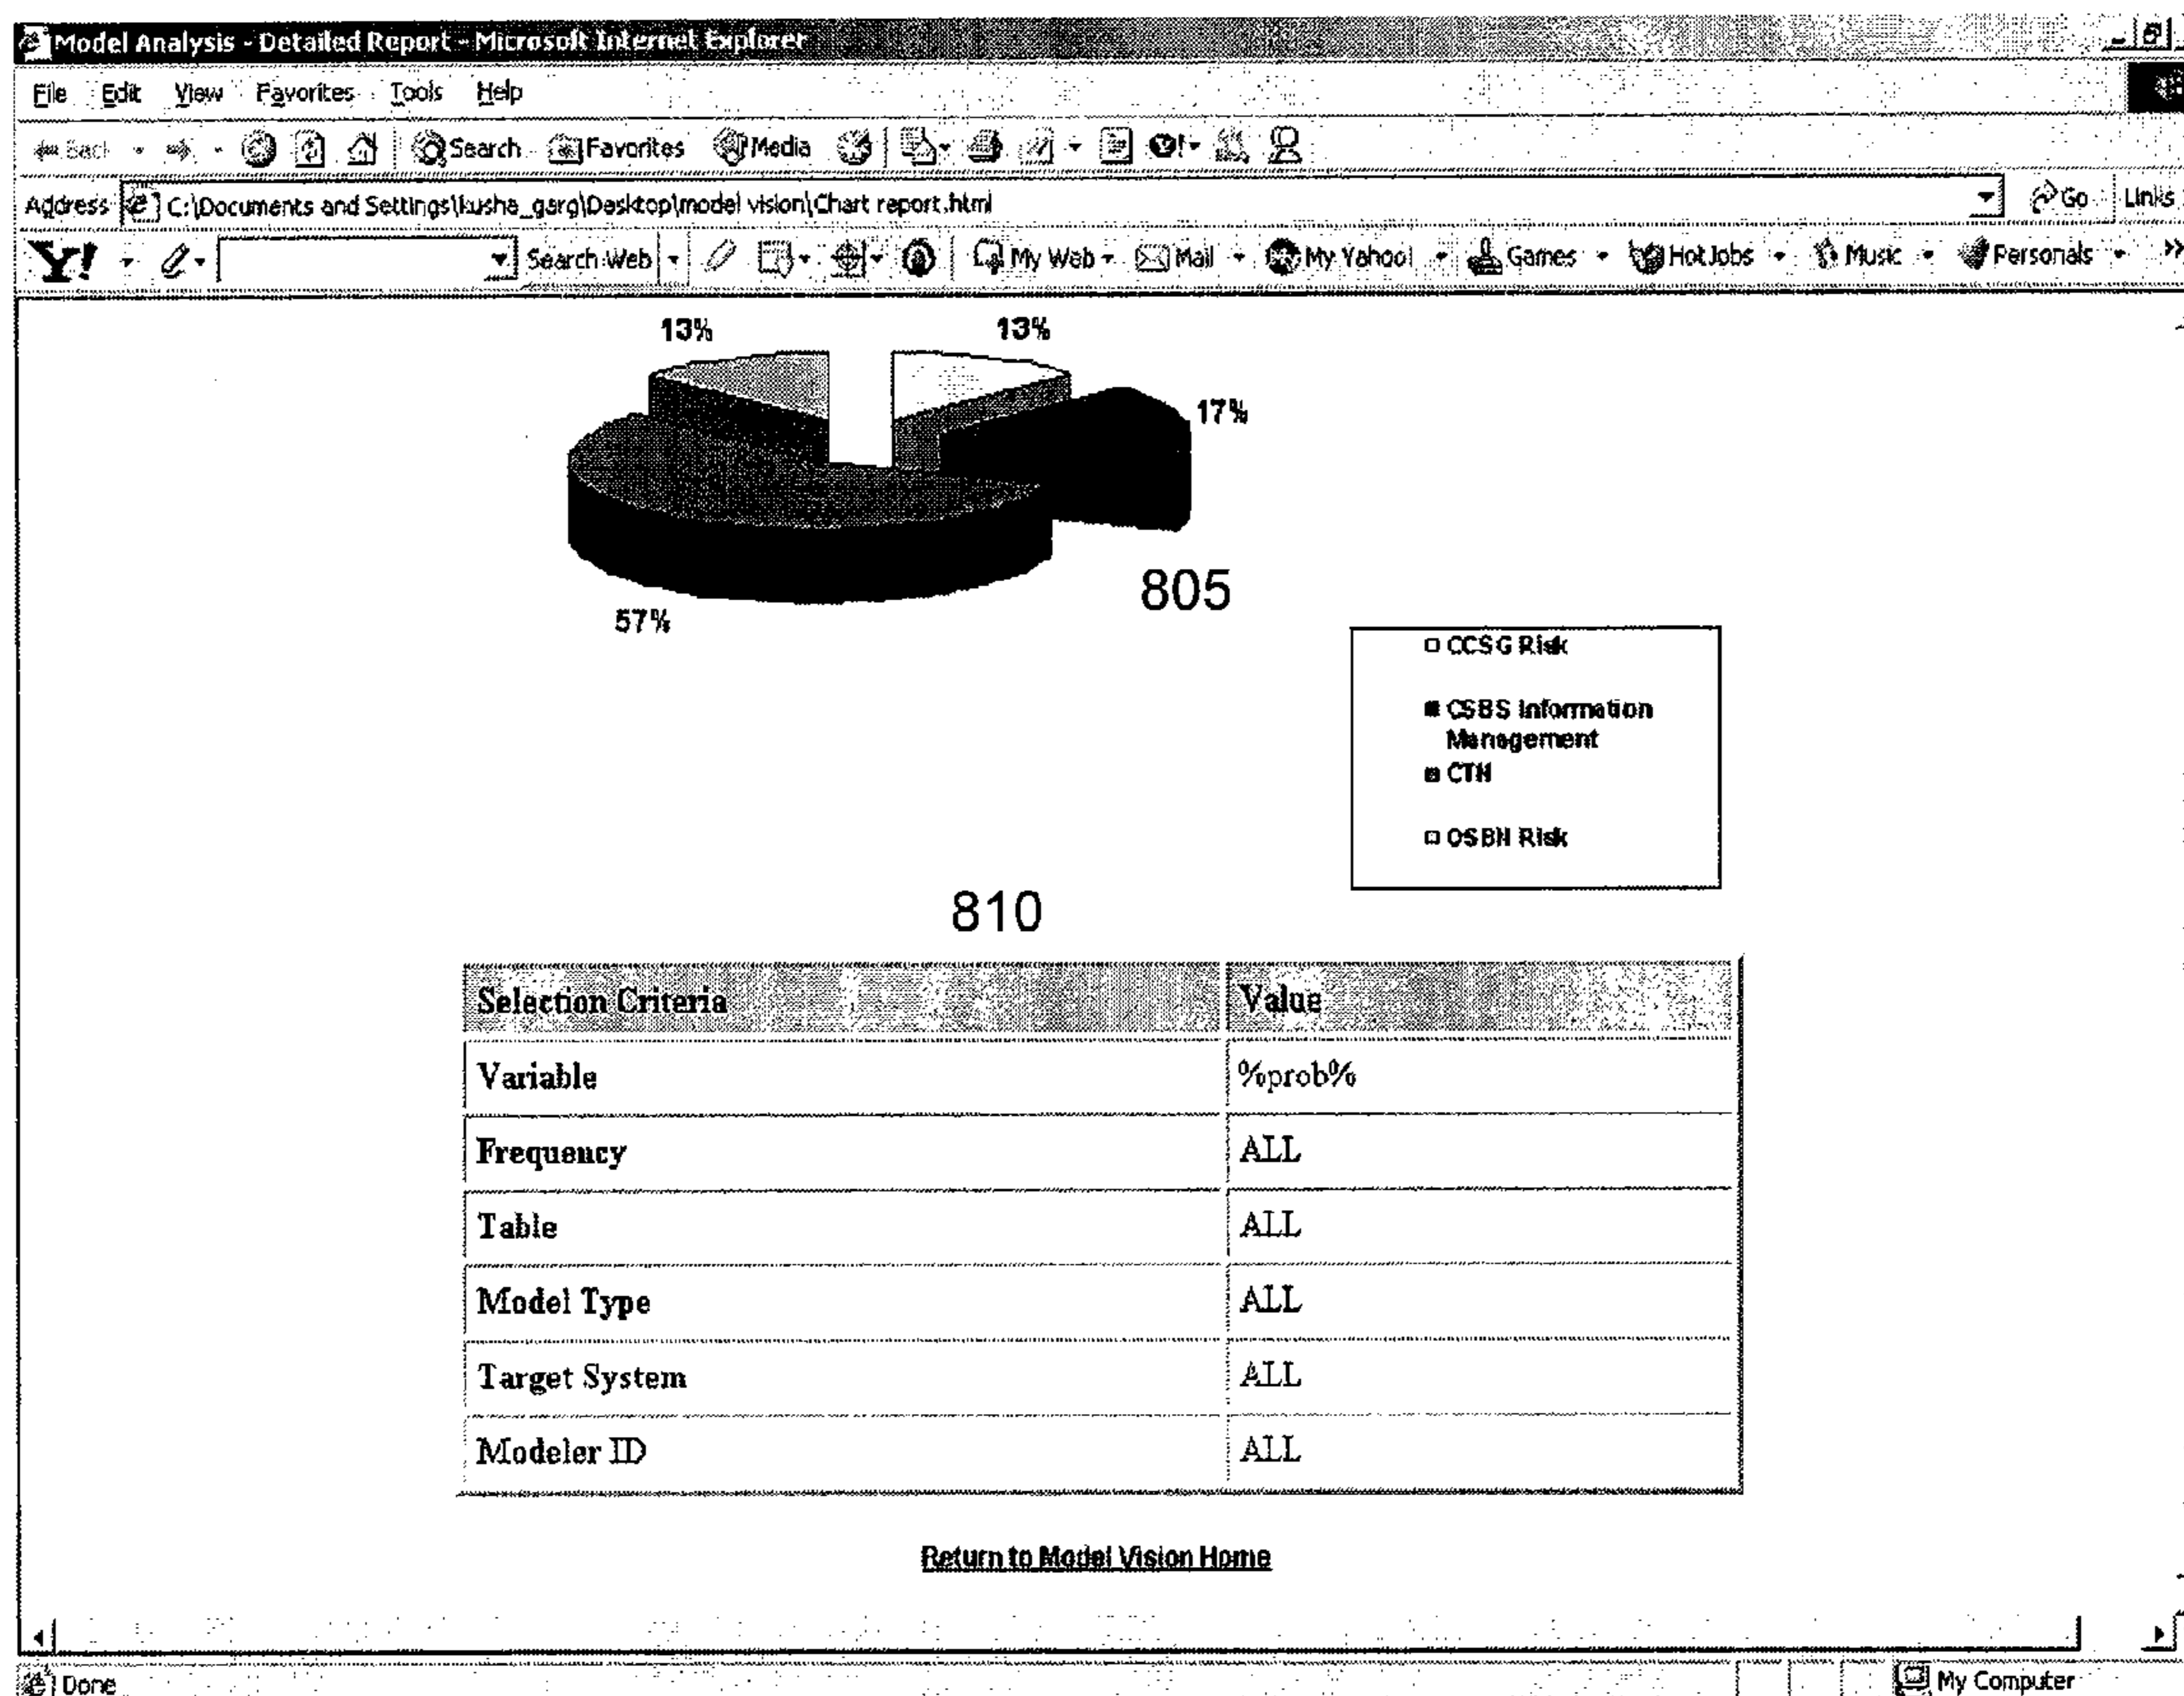 Model Analysis - Detailed Report - Microsoft Internet Explorer
File Edit View Favorites Tools Help
Back Search Favorites Media
Address C:\Documents and Settings\kusha_garg\Desktop\model vision\Chart report.html Go Links
Y! Search Web My Web Mail My Yahoo! Games HotJobs Music Personals »
13% 13%
17%
57%
805
CCSG Risk
CSBS Information
Management
CTN
OSBN Risk
810
Selection Criteria Value
Variable %prob%
Frequency ALL
Table ALL
Model Type ALL
Target System ALL
Modeler ID ALL
Return to Model Vision Home
Done My Computer